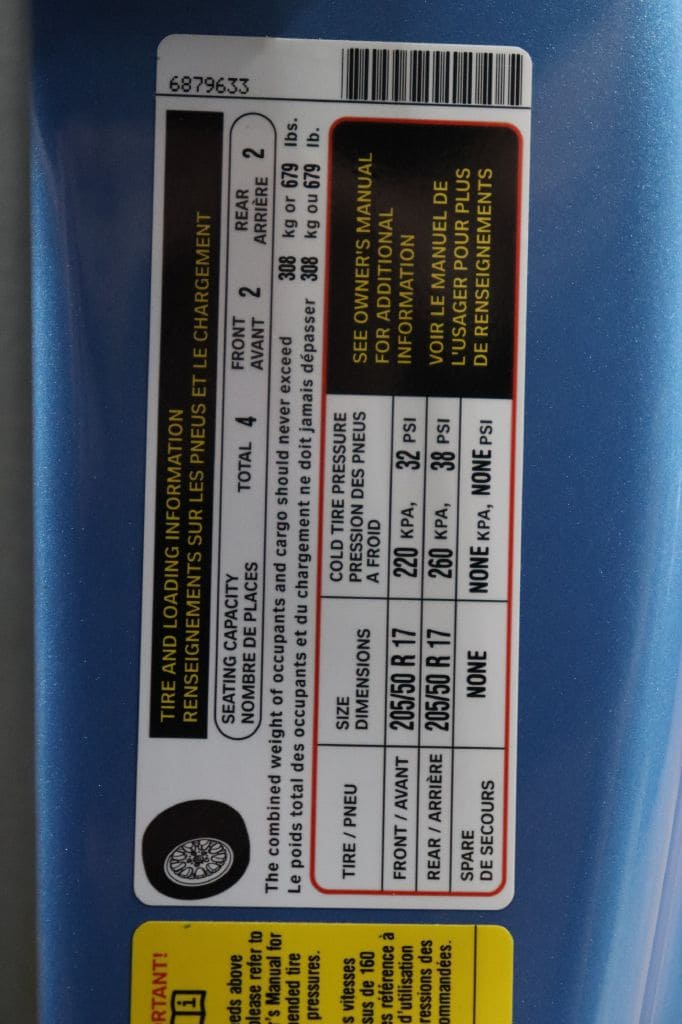 6879633
TIRE AND LOADING INFORMATION
RENSEIGNEMENTS SUR LES PNEUS ET LE CHARGEMENT
SEATING CAPACITY TOTAL 4 FRONT 2 REAR 2
NOMBRE DE PLACES AVANT ARRIÈRE
The combined weight of occupants and cargo should never exceed 308 kg or 679 lbs.
Le poids total des occupants et du chargement ne doit jamais dépasser 308 kg ou 679 lb.
TIRE / PNEU
SIZE
DIMENSIONS
COLD TIRE PRESSURE
PRESSION DES PNEUS
A FROID
FRONT / AVANT 205/50 R 17 220 KPA, 32 PSI
REAR / ARRIÈRE 205/50 R 17 260 KPA, 38 PSI
SPARE
DE SECOURS NONE NONE KPA, NONE PSI
SEE OWNER'S MANUAL
FOR ADDITIONAL
INFORMATION
VOIR LE MANUEL DE
L'USAGER POUR PLUS
DE RENSEIGNEMENTS
RTANT!
eds above
lease refer to
r's Manual for
ended tire
pressures.
s vitesses
sus de 160
es référence à
d'utilisation
ressions des
ommandées.